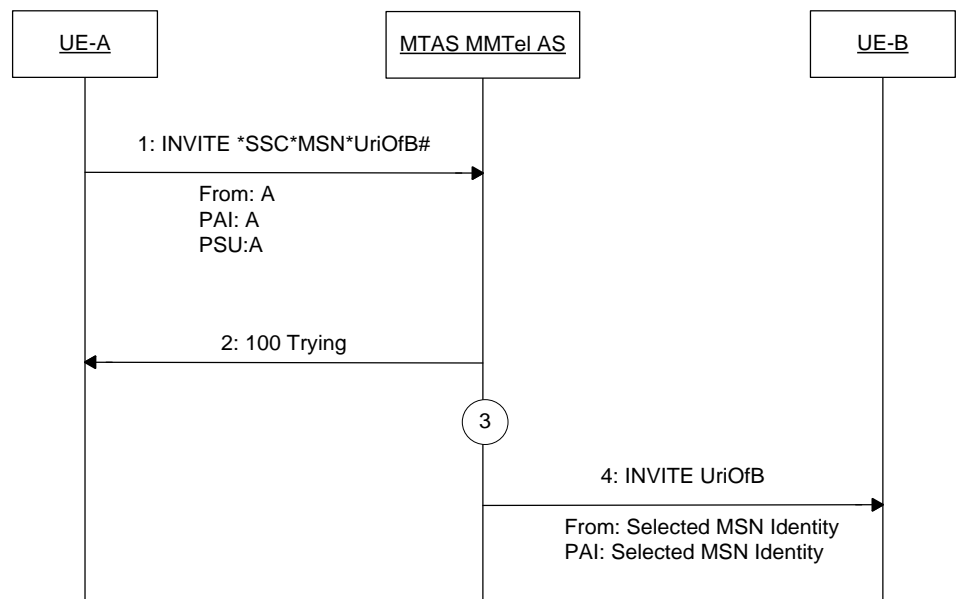 UE-A
MTAS MMTel AS
UE-B
1: INVITE *SSC*MSN*UriOfB#
From: A
PAI: A
PSU:A
2: 100 Trying
3
4: INVITE UriOfB
From: Selected MSN Identity
PAI: Selected MSN Identity